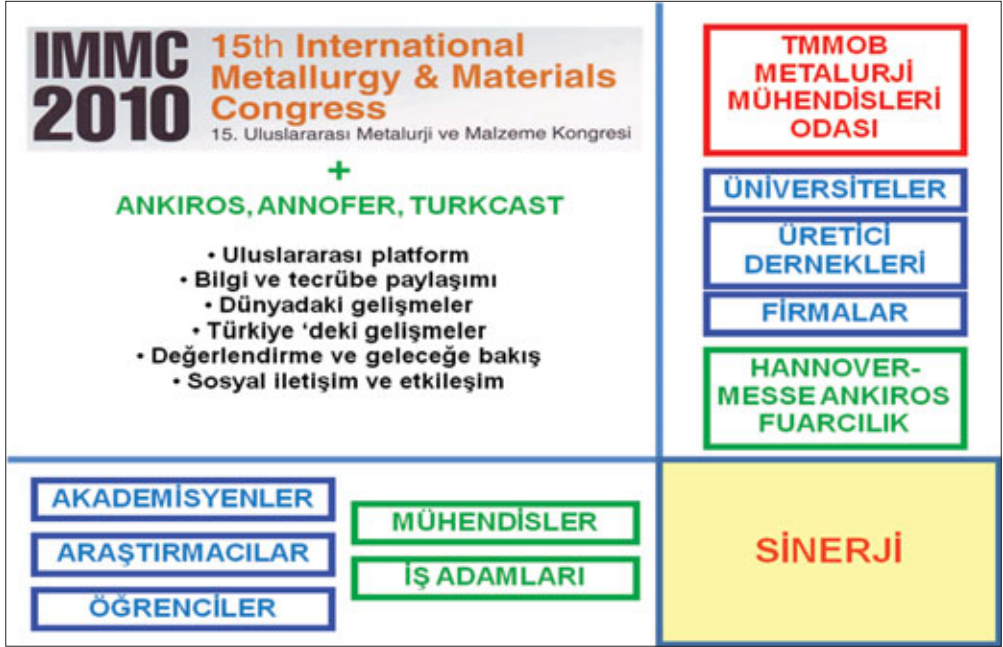 IMMC
2010
15th International
Metallurgy & Materials
Congress
15. Uluslararası Metalurji ve Malzeme Kongresi
+
ANKIROS, ANNOFER, TURKCAST
• Uluslararası platform
• Bilgi ve tecrübe paylaşımı
• Dünyadaki gelişmeler
• Türkiye ‘deki gelişmeler
• Değerlendirme ve geleceğe bakış
• Sosyal iletişim ve etkileşim
TMMOB
METALURJİ
MÜHENDİSLERİ
ODASI
ÜNİVERSİTELER
ÜRETİCİ
DERNEKLERİ
FİRMALAR
HANNOVER-
MESSE ANKIROS
FUARCILIK
AKADEMİSYENLER
ARAŞTIRMACILAR
ÖĞRENCİLER
MÜHENDİSLER
İŞ ADAMLARI
SİNERJİ